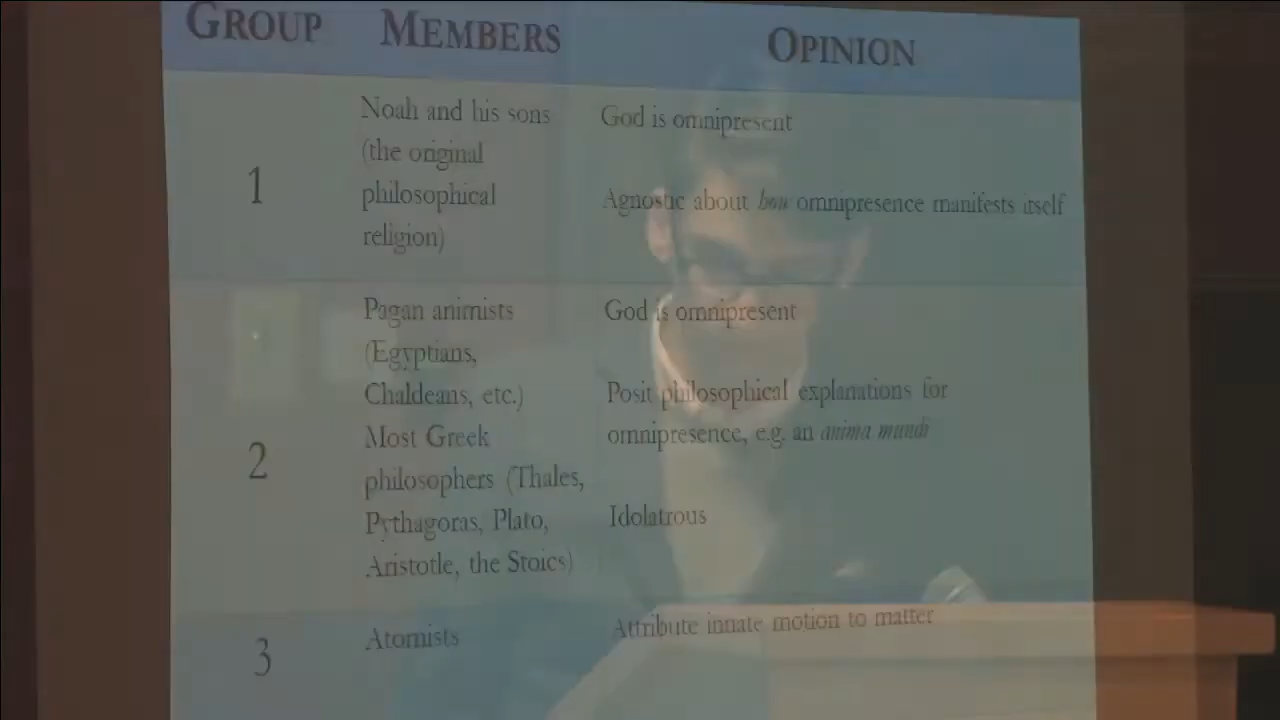 GROUP MEMBERS OPINION
1
Noah and his sons
(the original
philosophical
religion)
God is omnipresent
Agnostic about how omnipresence manifests itself
2
Pagan animists
(Egyptians,
Chaldeans, etc.)
Most Greek
philosophers (Thales,
Pythagoras, Plato,
Aristotle, the Stoics)
God is omnipresent
Posit philosophical explanations for
omnipresence, e.g. an anima mundi
Idolatrous
3
Atomists
Attribute innate motion to matter